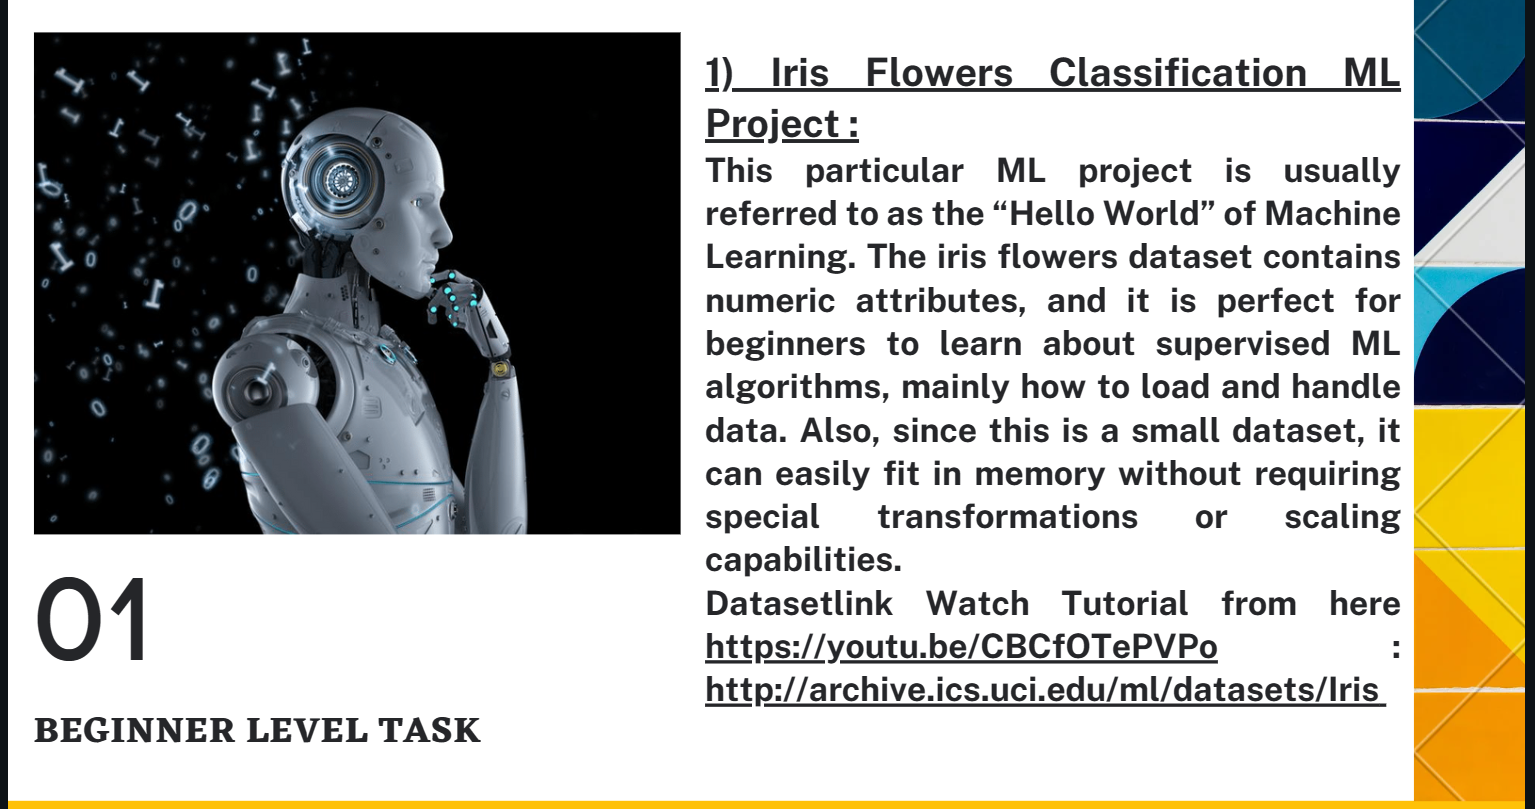 1) Iris Flowers Classification ML
Project :
This particular ML project is usually
referred to as the “Hello World” of Machine
Learning. The iris flowers dataset contains
numeric attributes, and it is perfect for
beginners to learn about supervised ML
algorithms, mainly how to load and handle
data. Also, since this is a small dataset, it
can easily fit in memory without requiring
special transformations or scaling
capabilities.
Datasetlink Watch Tutorial from here
https://youtu.be/CBCfOTePVPo :
http://archive.ics.uci.edu/ml/datasets/Iris
01
BEGINNER LEVEL TASK